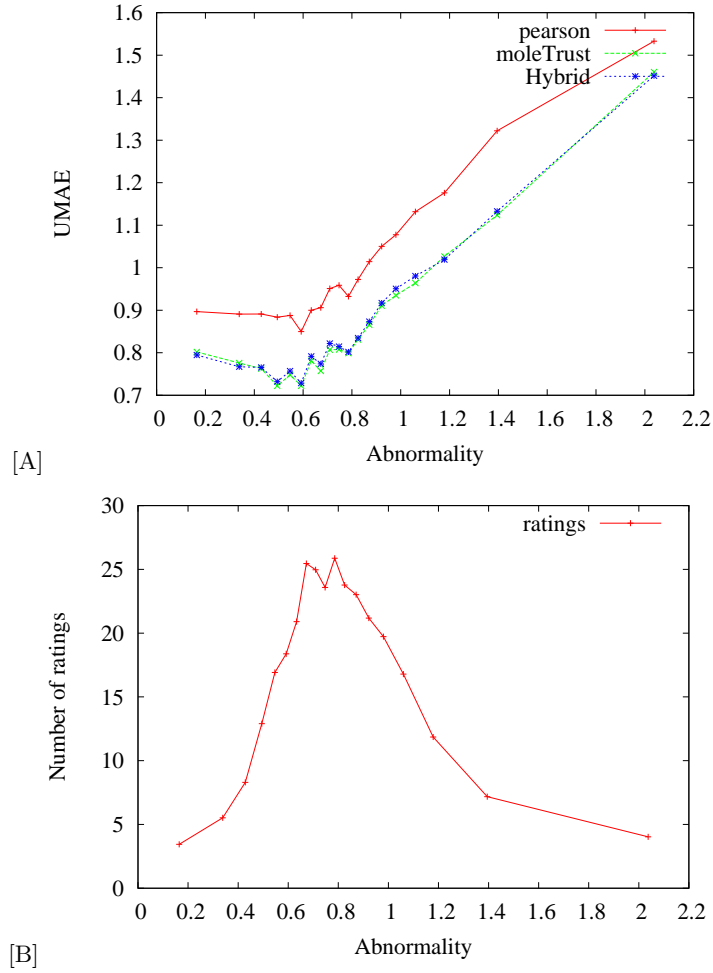 1.6
1.5
1.4
1.3
1.2
1.1
1
0.9
0.8
0.7
UMAE
pearson
moleTrust
Hybrid
0 0.2 0.4 0.6 0.8 1 1.2 1.4 1.6 1.8 2 2.2
Abnormality
[A]
30
25
20
15
10
5
0
Number of ratings
ratings
0 0.2 0.4 0.6 0.8 1 1.2 1.4 1.6 1.8 2 2.2
Abnormality
[B]